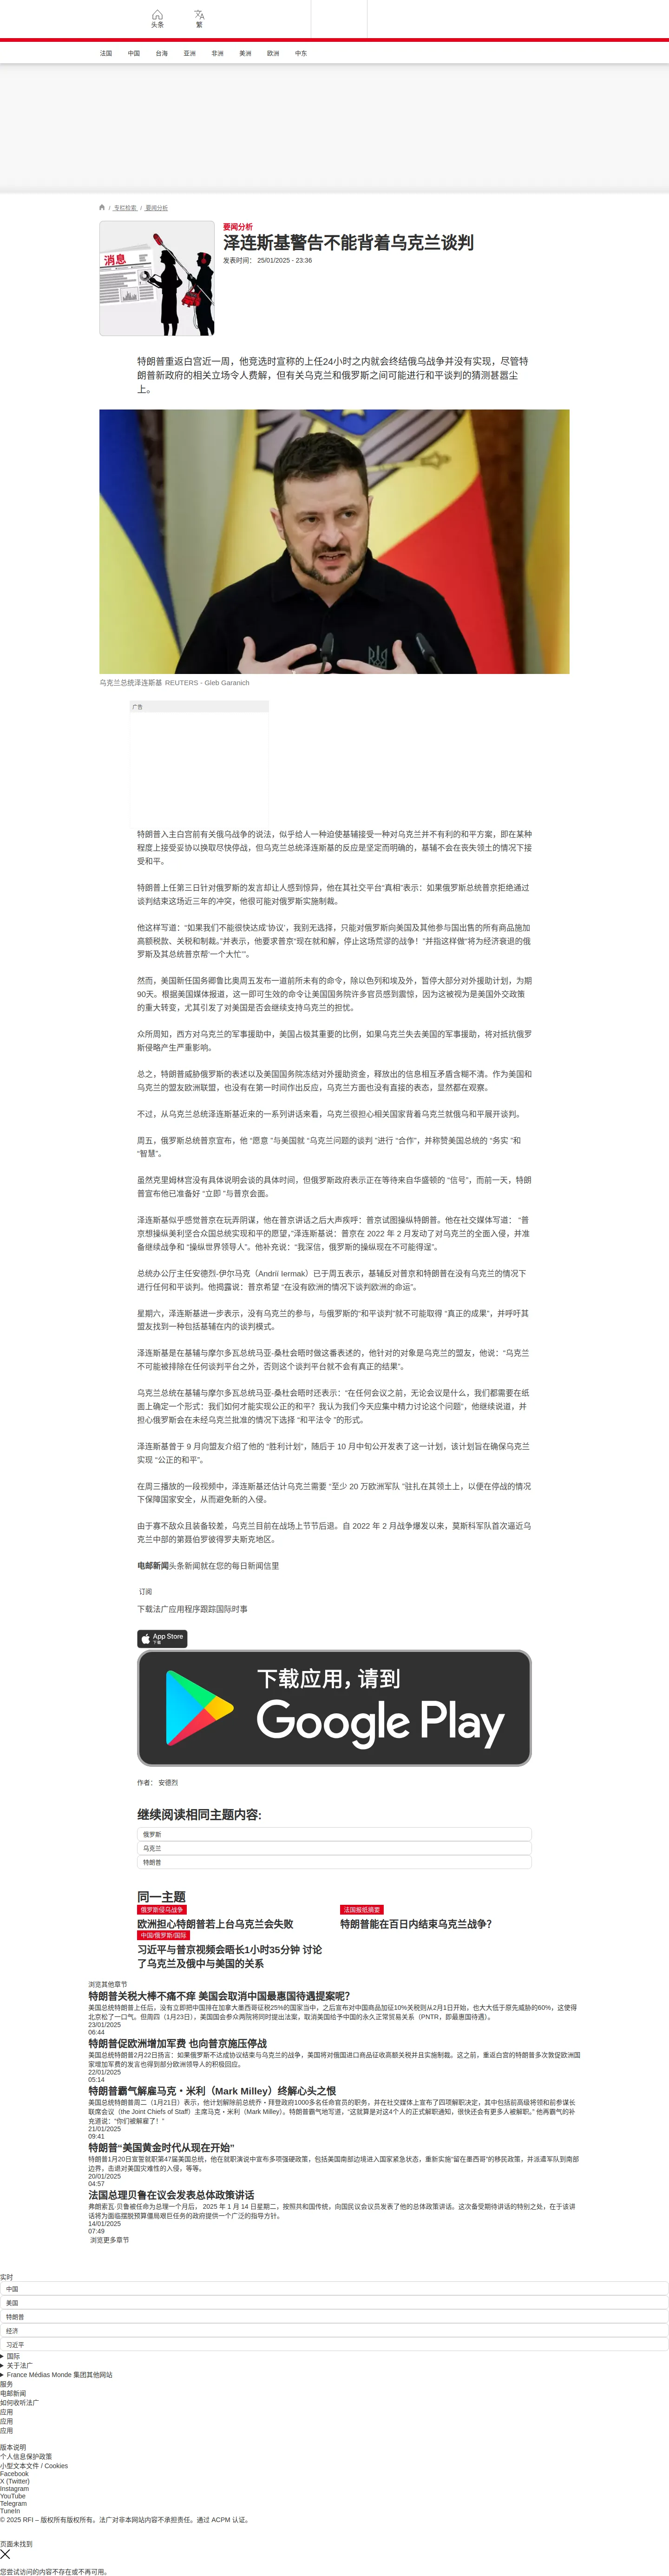 头条
繁
法国 中国 台海 亚洲 非洲 美洲 欧洲 中东
/ 专栏检索 / 要闻分析
消息
要闻分析
泽连斯基警告不能背着乌克兰谈判
发表时间： 25/01/2025 - 23:36
特朗普重返白宫近一周，他竞选时宣称的上任24小时之内就会终结俄乌战争并没有实现，尽管特
朗普新政府的相关立场令人费解，但有关乌克兰和俄罗斯之间可能进行和平谈判的猜测甚嚣尘
上。
乌克兰总统泽连斯基 REUTERS - Gleb Garanich
广告
特朗普入主白宫前有关俄乌战争的说法，似乎给人一种迫使基辅接受一种对乌克兰并不有利的和平方案，即在某种
程度上接受妥协以换取尽快停战，但乌克兰总统泽连斯基的反应是坚定而明确的，基辅不会在丧失领土的情况下接
受和平。
特朗普上任第三日针对俄罗斯的发言却让人感到惊异，他在其社交平台“真相”表示：如果俄罗斯总统普京拒绝通过
谈判结束这场近三年的冲突，他很可能对俄罗斯实施制裁。
他这样写道：“如果我们不能很快达成‘协议’，我别无选择，只能对俄罗斯向美国及其他参与国出售的所有商品施加
高额税款、关税和制裁。”并表示，他要求普京“现在就和解，停止这场荒谬的战争！”并指这样做“将为经济衰退的俄
罗斯及其总统普京帮‘一个大忙’”。
然而，美国新任国务卿鲁比奥周五发布一道前所未有的命令，除以色列和埃及外，暂停大部分对外援助计划，为期
90天。根据美国媒体报道，这一即可生效的命令让美国国务院许多官员感到震惊，因为这被视为是美国外交政策
的重大转变，尤其引发了对美国是否会继续支持乌克兰的担忧。
众所周知，西方对乌克兰的军事援助中，美国占极其重要的比例，如果乌克兰失去美国的军事援助，将对抵抗俄罗
斯侵略产生严重影响。
总之，特朗普威胁俄罗斯的表述以及美国国务院冻结对外援助资金，释放出的信息相互矛盾含糊不清。作为美国和
乌克兰的盟友欧洲联盟，也没有在第一时间作出反应，乌克兰方面也没有直接的表态，显然都在观察。
不过，从乌克兰总统泽连斯基近来的一系列讲话来看，乌克兰很担心相关国家背着乌克兰就俄乌和平展开谈判。
周五，俄罗斯总统普京宣布，他 “愿意 ”与美国就 “乌克兰问题的谈判 ”进行 “合作”，并称赞美国总统的 “务实 ”和
“智慧”。
虽然克里姆林宫没有具体说明会谈的具体时间，但俄罗斯政府表示正在等待来自华盛顿的 “信号”，而前一天，特朗
普宣布他已准备好 “立即 ”与普京会面。
泽连斯基似乎感觉普京在玩弄阴谋，他在普京讲话之后大声疾呼：普京试图操纵特朗普。他在社交媒体写道： “普
京想操纵美利坚合众国总统实现和平的愿望，”泽连斯基说：普京在 2022 年 2 月发动了对乌克兰的全面入侵，并准
备继续战争和 “操纵世界领导人”。他补充说：“我深信，俄罗斯的操纵现在不可能得逞”。
总统办公厅主任安德烈-伊尔马克（Andriï Iermak）已于周五表示，基辅反对普京和特朗普在没有乌克兰的情况下
进行任何和平谈判。他揭露说：普京希望 “在没有欧洲的情况下谈判欧洲的命运”。
星期六，泽连斯基进一步表示，没有乌克兰的参与，与俄罗斯的“和平谈判”就不可能取得 “真正的成果”，并呼吁其
盟友找到一种包括基辅在内的谈判模式。
泽连斯基是在基辅与摩尔多瓦总统马亚-桑杜会晤时做这番表述的，他针对的对象是乌克兰的盟友，他说：“乌克兰
不可能被排除在任何谈判平台之外，否则这个谈判平台就不会有真正的结果”。
乌克兰总统在基辅与摩尔多瓦总统马亚-桑杜会晤时还表示：“在任何会议之前，无论会议是什么，我们都需要在纸
面上确定一个形式：我们如何才能实现公正的和平？我认为我们今天应集中精力讨论这个问题”，他继续说道，并
担心俄罗斯会在未经乌克兰批准的情况下选择 “和平法令 ”的形式。
泽连斯基曾于 9 月向盟友介绍了他的 “胜利计划”，随后于 10 月中旬公开发表了这一计划，该计划旨在确保乌克兰
实现 “公正的和平”。
在周三播放的一段视频中，泽连斯基还估计乌克兰需要 “至少 20 万欧洲军队 ”驻扎在其领土上，以便在停战的情况
下保障国家安全，从而避免新的入侵。
由于寡不敌众且装备较差，乌克兰目前在战场上节节后退。自 2022 年 2 月战争爆发以来，莫斯科军队首次逼近乌
克兰中部的第聂伯罗彼得罗夫斯克地区。
电邮新闻头条新闻就在您的每日新闻信里
订阅
下载法广应用程序跟踪国际时事
App Store
下载
下载应用，请到
Google Play
作者： 安德烈
继续阅读相同主题内容:
俄罗斯
乌克兰
特朗普
同一主题
俄罗斯侵乌战争
欧洲担心特朗普若上台乌克兰会失败
法国报纸摘要
特朗普能在百日内结束乌克兰战争?
中国/俄罗斯/国际
习近平与普京视频会晤长1小时35分钟 讨论
了乌克兰及俄中与美国的关系
浏览其他章节
特朗普关税大棒不痛不痒 美国会取消中国最惠国待遇提案呢？
美国总统特朗普上任后，没有立即把中国排在加拿大墨西哥征税25%的国家当中，之后宣布对中国商品加征10%关税则从2月1日开始，也大大低于原先威胁的60%，这使得
北京松了一口气。但周四（1月23日），美国国会参众两院将同时提出法案，取消美国给予中国的永久正常贸易关系（PNTR，即最惠国待遇）。
23/01/2025
06:44
特朗普促欧洲增加军费 也向普京施压停战
美国总统特朗普2月22日扬言：如果俄罗斯不达成协议结束与乌克兰的战争，美国将对俄国进口商品征收高额关税并且实施制裁。这之前，重返白宫的特朗普多次敦促欧洲国
家增加军费的发言也得到部分欧洲领导人的积极回应。
22/01/2025
05:14
特朗普霸气解雇马克・米利（Mark Milley）终解心头之恨
美国总统特朗普周二（1月21日）表示，他计划解除前总统乔・拜登政府1000多名任命官员的职务，并在社交媒体上宣布了四项解职决定，其中包括前高级将领和前参谋长
联席会议（the Joint Chiefs of Staff）主席马克・米利（Mark Milley）。特朗普霸气地写道，“这就算是对这4个人的正式解职通知，很快还会有更多人被解职。” 他再霸气的补
充道说：“你们被解雇了！”
21/01/2025
09:41
特朗普“美国黄金时代从现在开始”
特朗普1月20日宣誓就职第47届美国总统，他在就职演说中宣布多项强硬政策，包括美国南部边境进入国家紧急状态，重新实施“留在墨西哥”的移民政策，并派遣军队到南部
边界，击退对美国灾难性的入侵，等等。
20/01/2025
04:57
法国总理贝鲁在议会发表总体政策讲话
弗朗索瓦·贝鲁被任命为总理一个月后， 2025 年 1 月 14 日星期二，按照共和国传统，向国民议会议员发表了他的总体政策讲话。这次备受期待讲话的特别之处，在于该讲
话将为面临摆脱预算僵局艰巨任务的政府提供一个广泛的指导方针。
14/01/2025
07:49
浏览更多章节
实时
中国
美国
特朗普
经济
习近平
国际
关于法广
France Médias Monde 集团其他网站
服务
电邮新闻
如何收听法广
应用
应用
应用
版本说明
个人信息保护政策
小型文本文件 / Cookies
Facebook
X (Twitter)
Instagram
YouTube
Telegram
TuneIn
© 2025 RFI – 版权所有版权所有。法广对非本网站内容不承担责任。通过 ACPM 认证。
页面未找到
您尝试访问的内容不存在或不再可用。